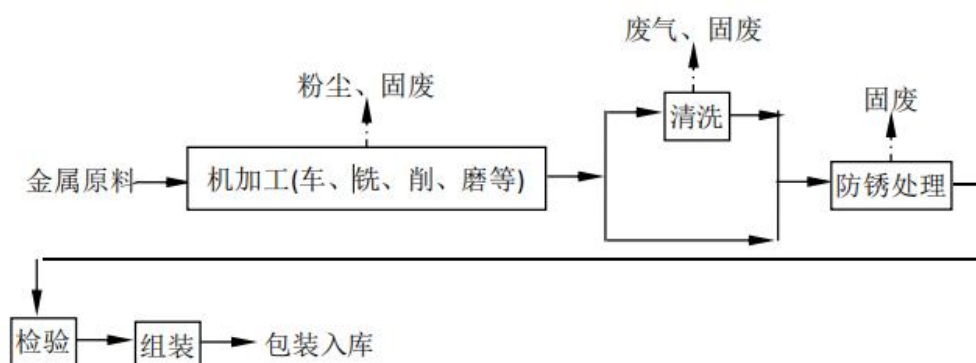 废气、固废
粉尘、固废
清洗
固废
金属原料
机加工(车、铣、削、磨等)
防锈处理
检验
组装
包装入库